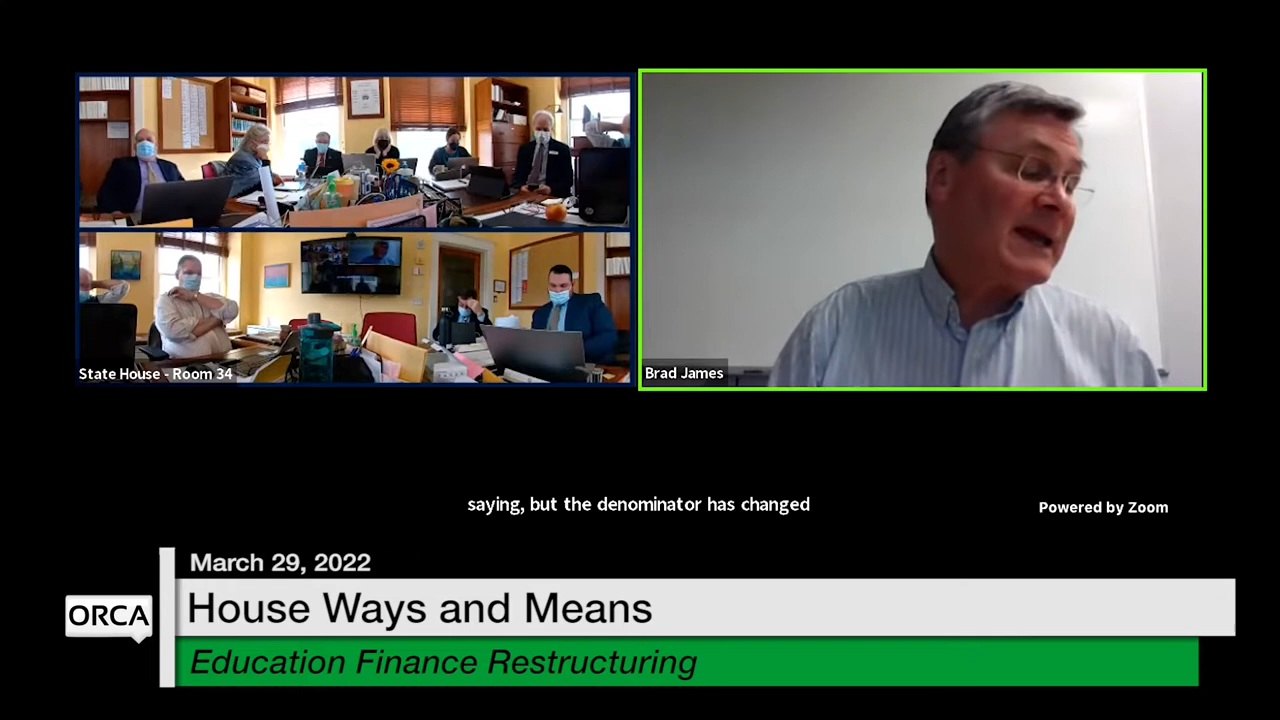 State House - Room 34
Brad James
saying, but the denominator has changed
Powered by Zoom
March 29, 2022
ORCA
House Ways and Means
Education Finance Restructuring